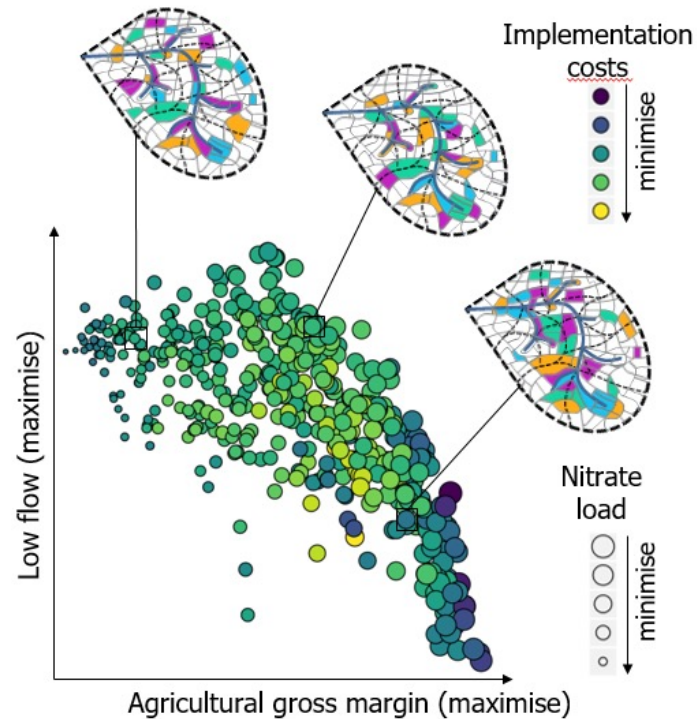 Implementation
costs
minimise
Low flow (maximise)
Nitrate
load
minimise
Agricultural gross margin (maximise)